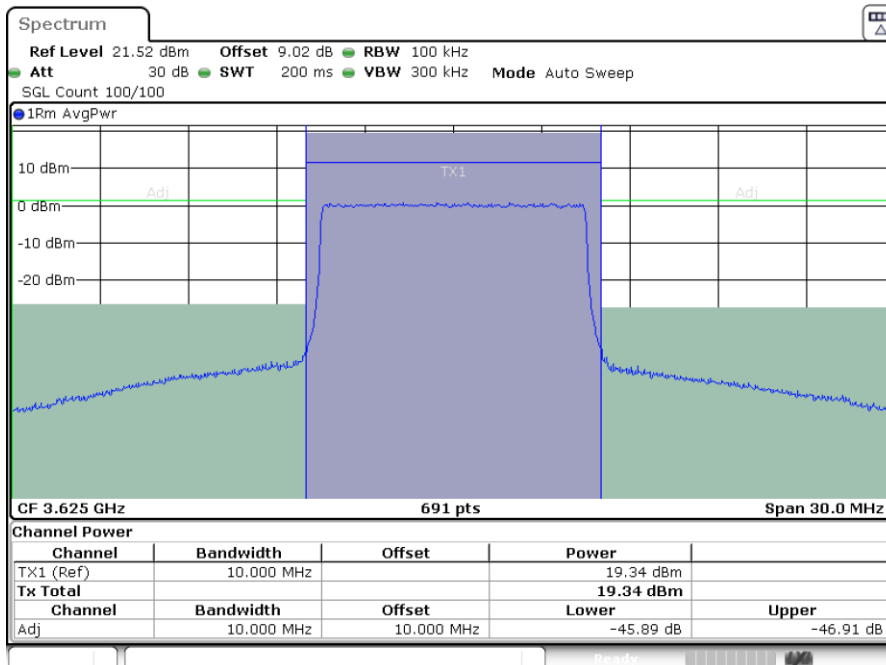 Spectrum
Ref Level 21.52 dBm Offset 9.02 dB RBW 100 kHz
Att 30 dB SWT 200 ms VBW 300 kHz Mode Auto Sweep
SGL Count 100/100
1Rm AvgPwr
10 dBm
TX1
Adj Adj
0 dBm
-10 dBm
-20 dBm
CF 3.625 GHz 691 pts Span 30.0 MHz
Channel Power
Channel Bandwidth Offset Power
TX1 (Ref) 10.000 MHz 19.34 dBm
Tx Total 19.34 dBm
Channel Bandwidth Offset Lower Upper
Adj 10.000 MHz 10.000 MHz -45.89 dB -46.91 dB
Ready